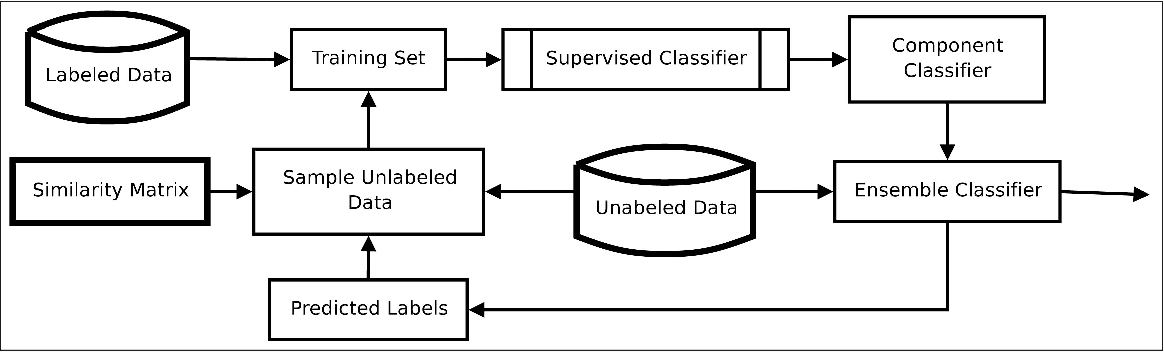 Labeled Data
Training Set
Supervised Classifier
Component
Classifier
Similarity Matrix
Sample Unlabeled
Data
Unabeled Data
Ensemble Classifier
Predicted Labels